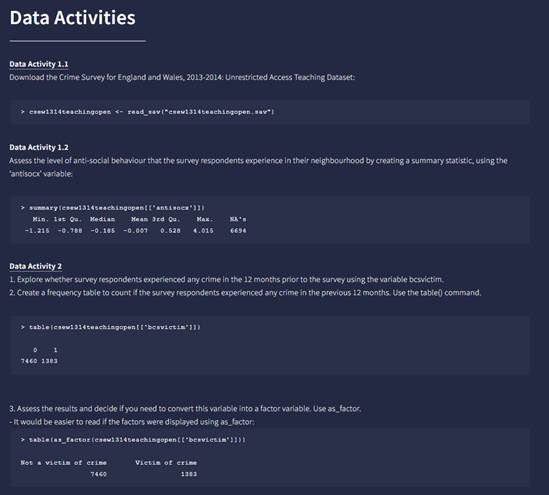 Data Activities
Data Activity 1.1
Download the Crime Survey for England and Wales, 2013-2014: Unrestricted Access Teaching Dataset:
> csew1314teachingopen <- read_sav("csew1314teachingopen.sav")
Data Activity 1.2
Assess the level of anti-social behaviour that the survey respondents experience in their neighbourhood by creating a summary statistic, using the
'antisocx' variable:
> summary(csew1314teachingopen[['antisocx']])
Min. 1st Qu. Median Mean 3rd Qu. Max. NA's
-1.215 -0.788 -0.185 -0.007 0.528 4.015 6694
Data Activity 2
1. Explore whether survey respondents experienced any crime in the 12 months prior to the survey using the variable bcsvictim.
2. Create a frequency table to count if the survey respondents experienced any crime in the previous 12 months. Use the table() command.
> table(csew1314teachingopen[['bcsvictim']])
0 1
7460 1383
3. Assess the results and decide if you need to convert this variable into a factor variable. Use as_factor.
- It would be easier to read if the factors were displayed using as_factor:
> table(as_factor(csew1314teachingopen[['bcsvictim']]))
Not a victim of crime Victim of crime
7460 1383